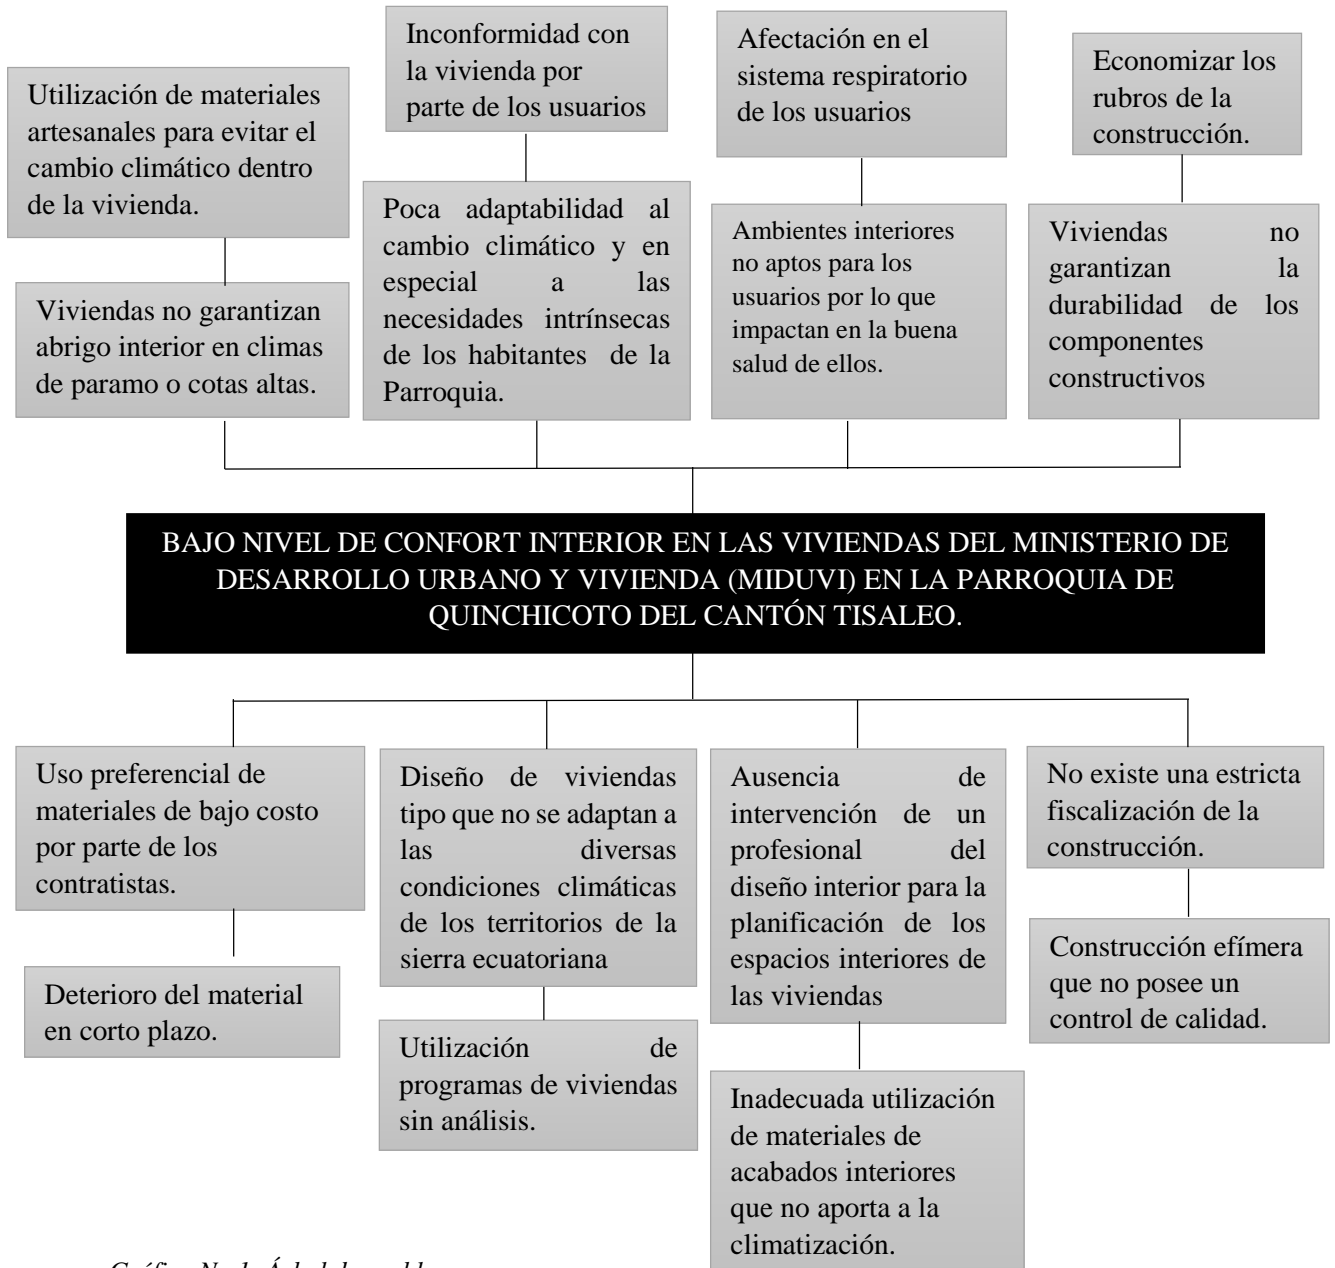 Inconformidad con
la vivienda por
parte de los usuarios
Afectación en el
sistema respiratorio
de los usuarios
Economizar los
rubros de la
construcción.
Utilización de materiales
artesanales para evitar el
cambio climático dentro
de la vivienda.
Poca adaptabilidad al
cambio climático y en
especial a las
necesidades intrínsecas
de los habitantes de la
Parroquia.
Ambientes interiores
no aptos para los
usuarios por lo que
impactan en la buena
salud de ellos.
Viviendas no
garantizan la
durabilidad de los
componentes
constructivos
Viviendas no garantizan
abrigo interior en climas
de paramo o cotas altas.
BAJO NIVEL DE CONFORT INTERIOR EN LAS VIVIENDAS DEL MINISTERIO DE
DESARROLLO URBANO Y VIVIENDA (MIDUVI) EN LA PARROQUIA DE
QUINCHICOTO DEL CANTÓN TISALEO.
Uso preferencial de
materiales de bajo costo
por parte de los
contratistas.
Diseño de viviendas
tipo que no se adaptan a
las diversas
condiciones climáticas
de los territorios de la
sierra ecuatoriana
Ausencia de
intervención de un
profesional del
diseño interior para la
planificación de los
espacios interiores de
las viviendas
No existe una estricta
fiscalización de la
construcción.
Deterioro del material
en corto plazo.
Utilización de
programas de viviendas
sin análisis.
Inadecuada utilización
de materiales de
acabados interiores
que no aporta a la
climatización.
Construcción efímera
que no posee un
control de calidad.